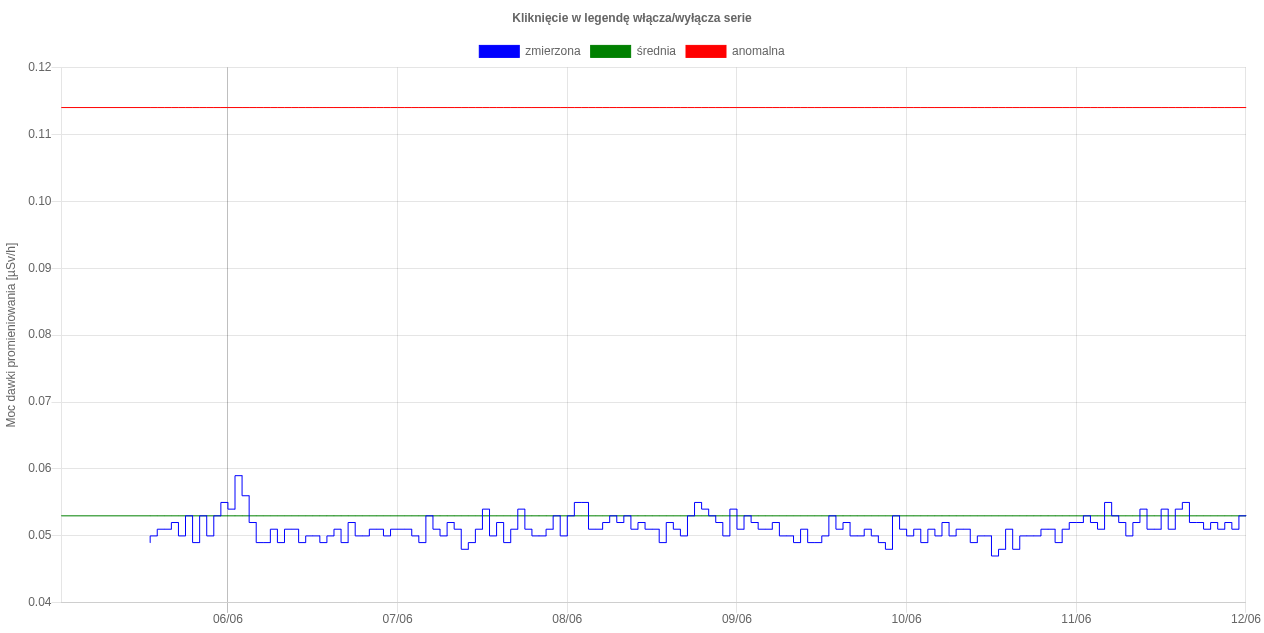 Kliknięcie w legendę włącza/wyłącza serie
zmierzona średnia anomalna
Moc dawki promieniowania [µSv/h]
0.12
0.11
0.10
0.09
0.08
0.07
0.06
0.05
0.04
06/06 07/06 08/06 09/06 10/06 11/06 12/06